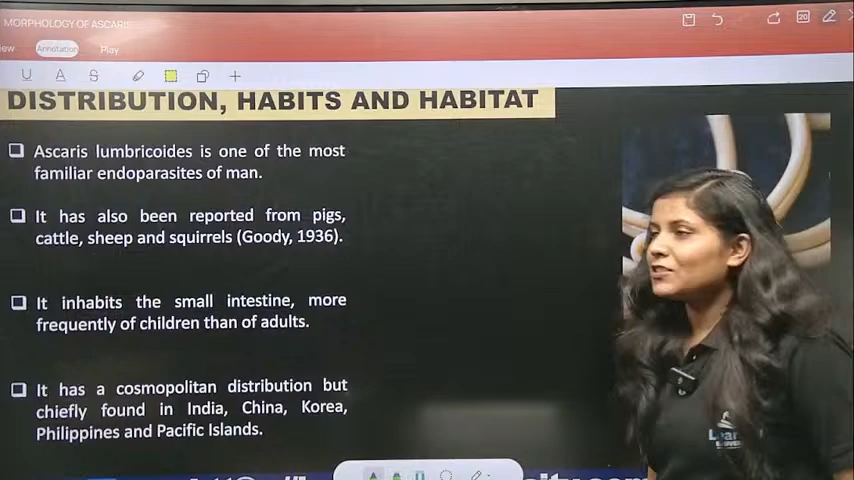 MORPHOLOGY OF ASCARIS
Annotation
Play
20
DISTRIBUTION, HABITS AND HABITAT
Ascaris lumbricoides is one of the most
familiar endoparasites of man.
It has also been reported from pigs,
cattle, sheep and squirrels (Goody, 1936).
It inhabits the small intestine, more
frequently of children than of adults.
It has a cosmopolitan distribution but
chiefly found in India, China, Korea,
Philippines and Pacific Islands.